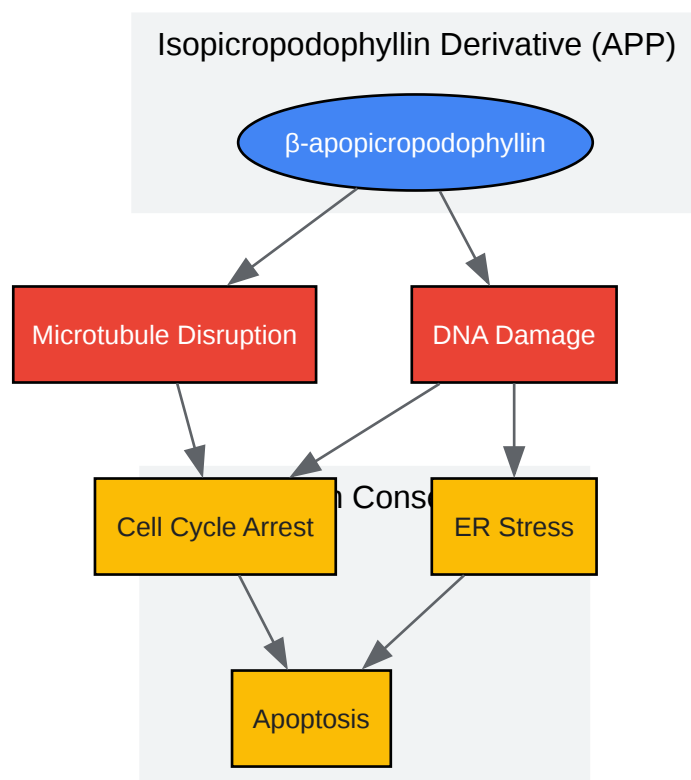 Isopicropodophyllin Derivative (APP)
β-apopicropodophyllin
Microtubule Disruption
DNA Damage
Cell Cycle Arrest
ER Stress
Apoptosis